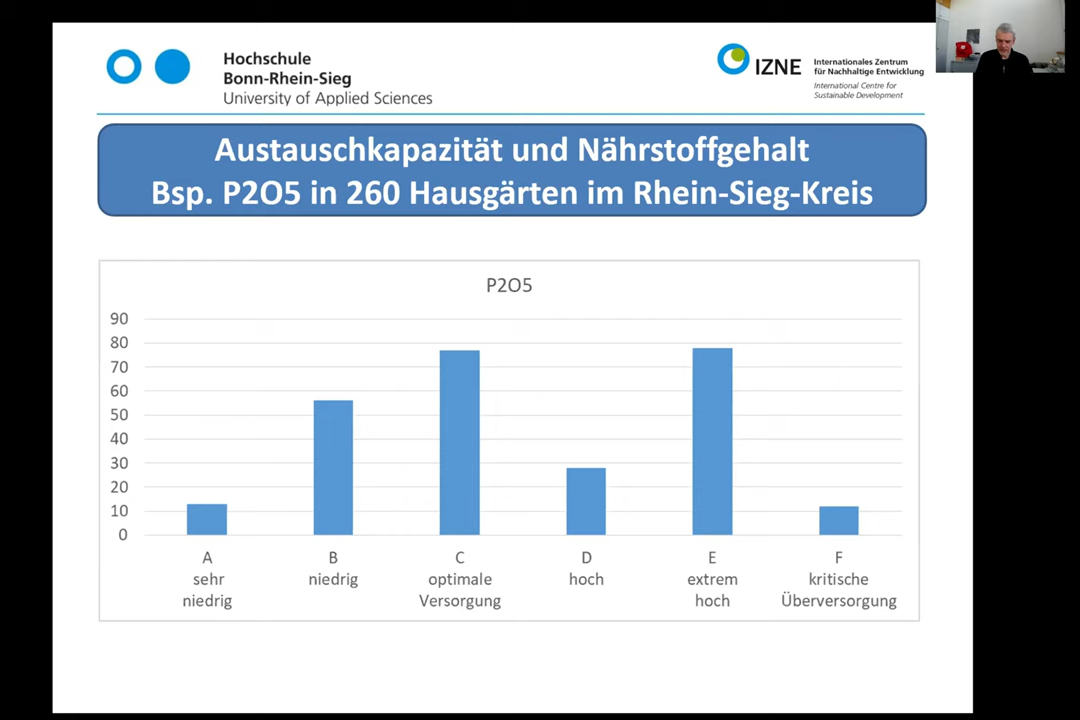 Hochschule
Bonn-Rhein-Sieg
University of Applied Sciences
IZNE
Internationales Zentrum
für Nachhaltige Entwicklung
International Centre for
Sustainable Development
Austauschkapazität und Nährstoffgehalt
Bsp. P2O5 in 260 Hausgärten im Rhein-Sieg-Kreis
P2O5
90
80
70
60
50
40
30
20
10
0
A
sehr
niedrig
B
niedrig
C
optimale
Versorgung
D
hoch
E
extrem
hoch
F
kritische
Überversorgung